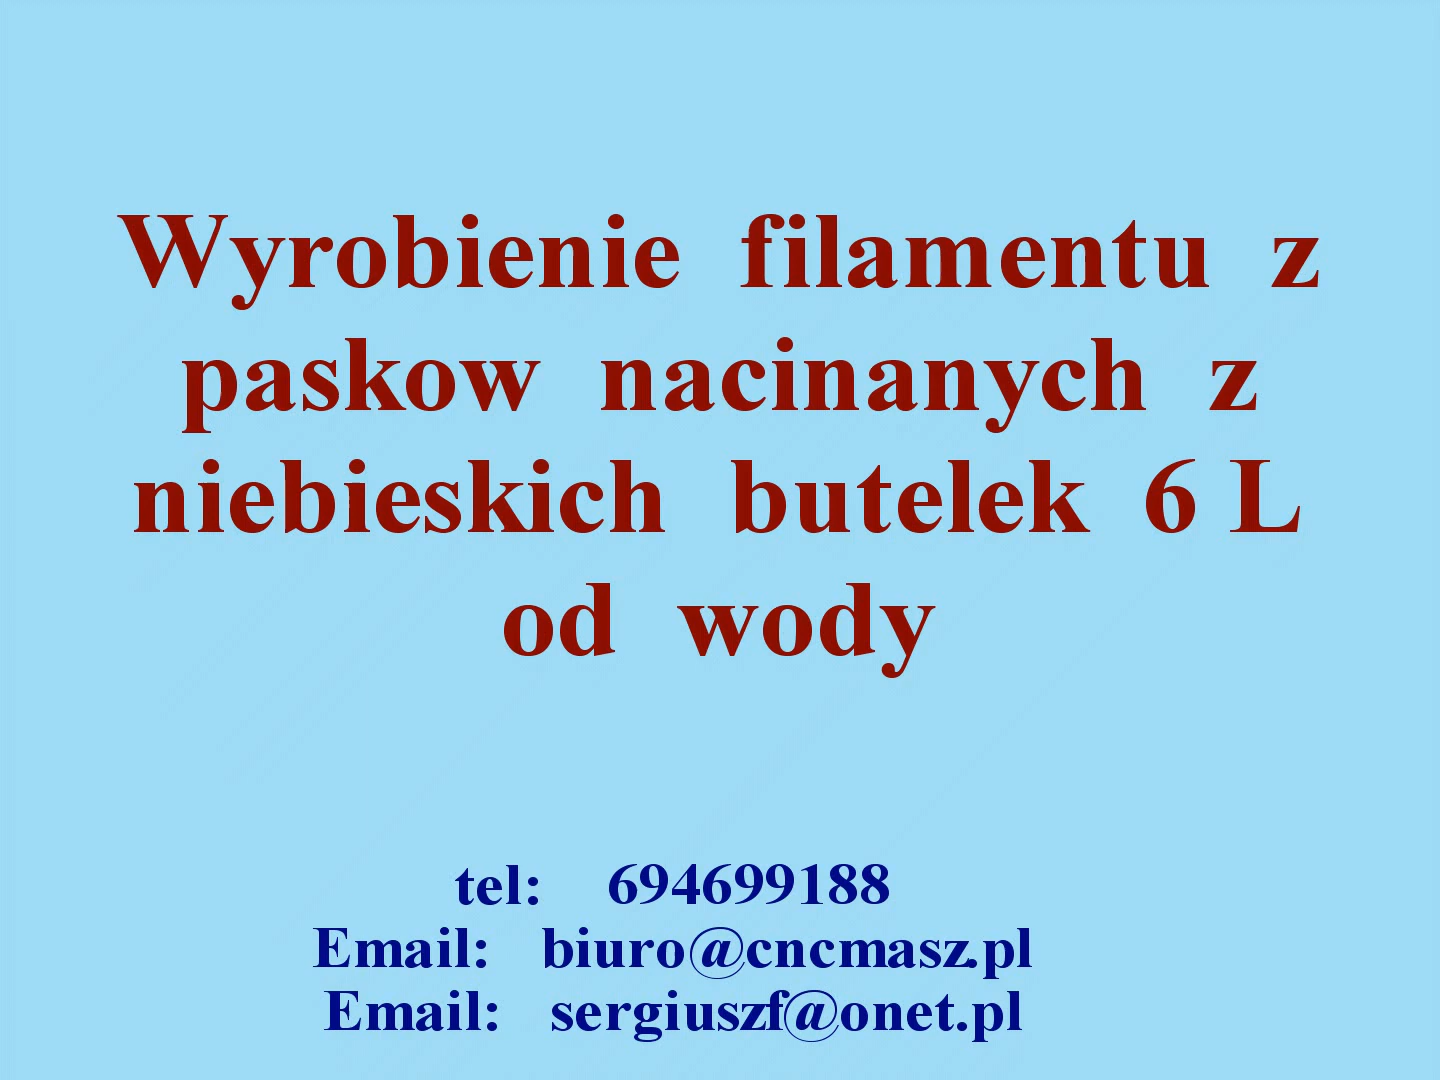 Wyrobienie filamentu z
paskow nacinanych z
niebieskich butelek 6 L
od wody
tel: 694699188
Email: biuro@cncmasz.pl
Email: sergiuszf@onet.pl